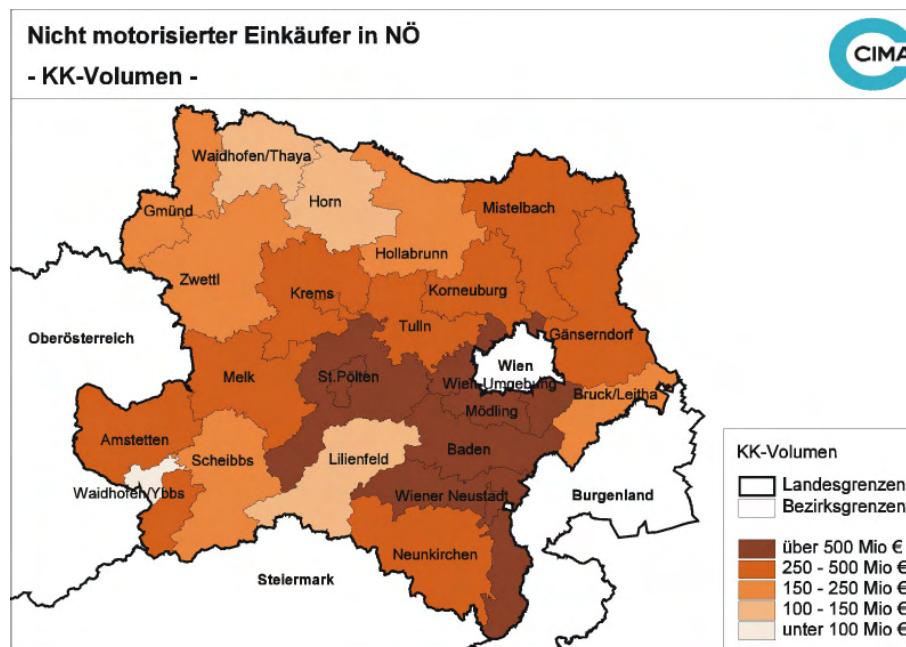 Nicht motorisierter Einkäufer in NÖ
- KK-Volumen -
CIMA
Waidhofen/Thaya
Horn
Gmünd
Mistelbach
Hollabrunn
Zwettl
Krems
Korneuburg
Tulln
Gänserndorf
Oberösterreich
Wien
Melk
St.Pölten
Wien-Umgebung
Bruck/Leitha
Mödling
Amstetten
Baden
Scheibbs
Lilienfeld
Waidhofen/Ybbs
Wiener Neustadt
Burgenland
Neunkirchen
Steiermark
KK-Volumen
Landesgrenzen
Bezirksgrenzen
über 500 Mio €
250 - 500 Mio €
150 - 250 Mio €
100 - 150 Mio €
unter 100 Mio €